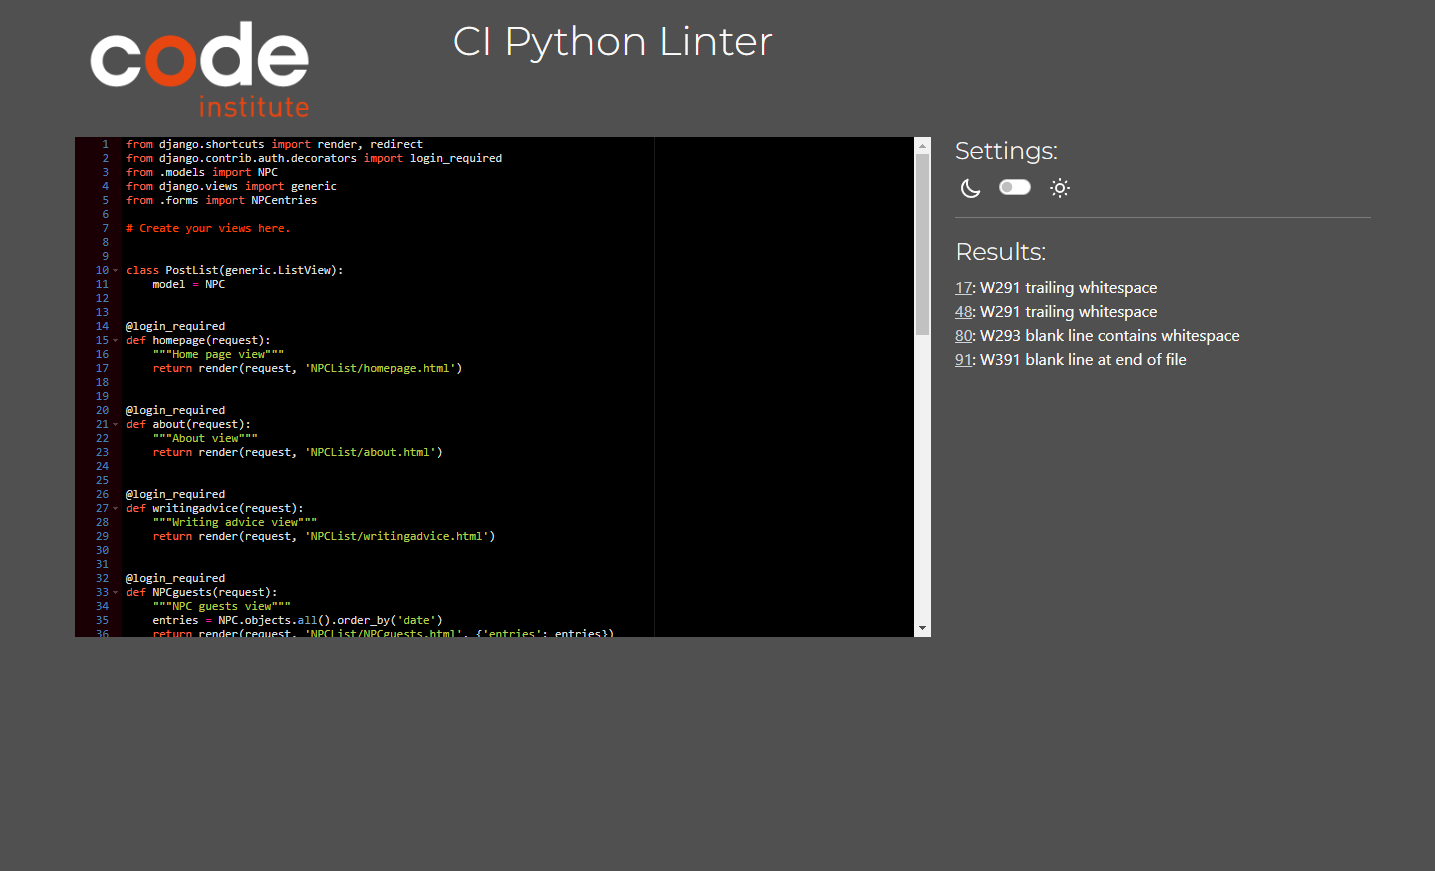 code
institute
CI Python Linter
1 from django.shortcuts import render, redirect
2 from django.contrib.auth.decorators import login_required
3 from .models import NPC
4 from django.views import generic
5 from .forms import NPCentries
6
7 # Create your views here.
8
9
10 class PostList(generic.ListView):
11 model = NPC
12
13
14 @login_required
15 def homepage(request):
16 """Home page view"""
17 return render(request, 'NPCList/homepage.html')
18
19
20 @login_required
21 def about(request):
22 """About view"""
23 return render(request, 'NPCList/about.html')
24
25
26 @login_required
27 def writingadvice(request):
28 """Writing advice view"""
29 return render(request, 'NPCList/writingadvice.html')
30
31
32 @login_required
33 def NPCguests(request):
34 """NPC guests view"""
35 entries = NPC.objects.all().order_by('date')
36 return render(request, 'NPCList/NPCguests.html', {'entries': entries})
Settings:
Results:
17: W291 trailing whitespace
48: W291 trailing whitespace
80: W293 blank line contains whitespace
91: W391 blank line at end of file